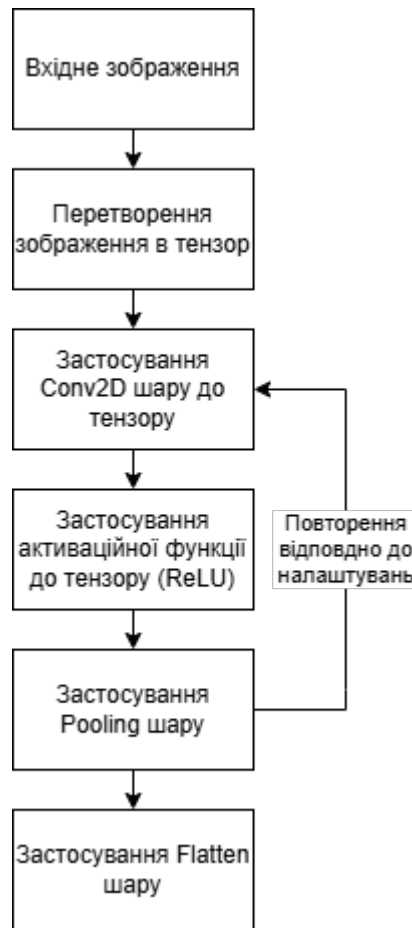 Вхідне зображення
Перетворення
зображення в тензор
Застосування
Conv2D шару до
тензору
Застосування
активаційної функції
до тензору (ReLU)
Повторення
відповдно до
налаштувань
Застосування
Pooling шару
Застосування Flatten
шару